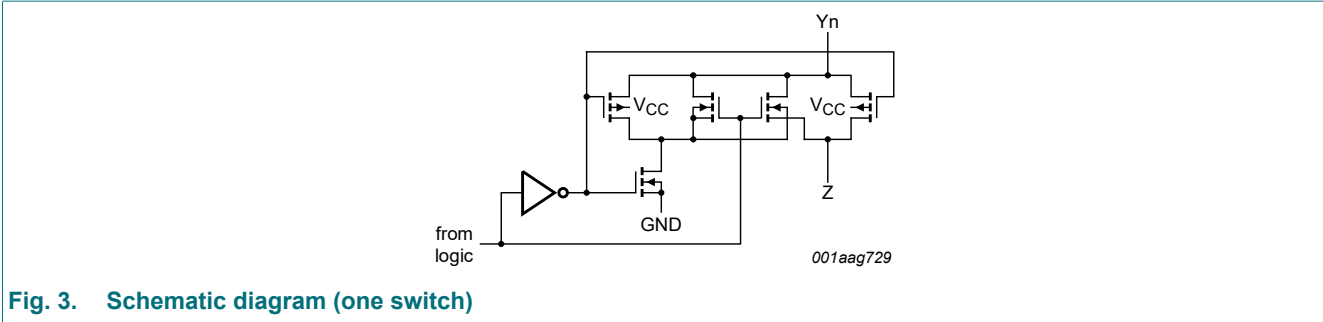 Yn
VCC
VCC
Z
GND
from
logic
001aag729
Fig. 3. Schematic diagram (one switch)